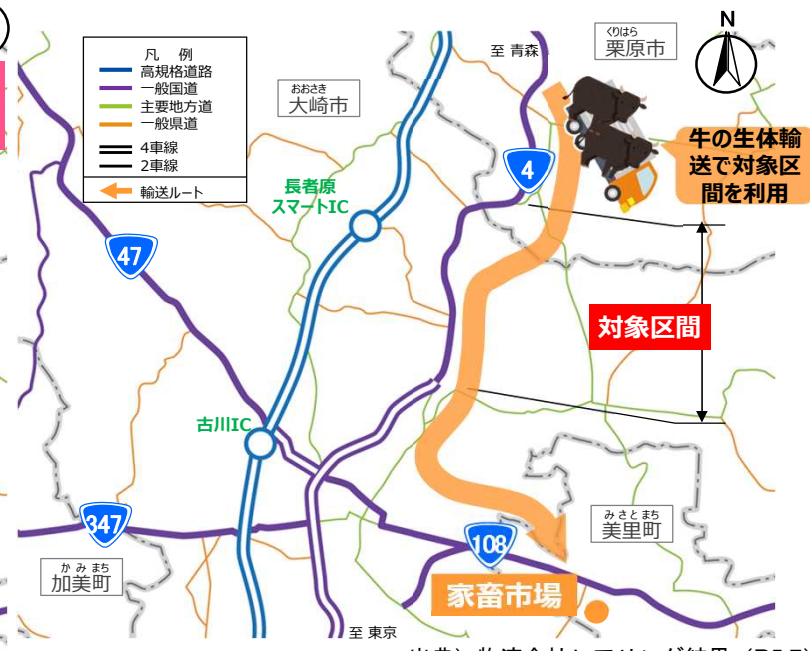 凡 例
高規格道路
一般国道
主要地方道
一般県道
4車線
2車線
輸送ルート
至 青森
くりはら
栗原市
N
おおさき
大崎市
牛の生体輸
送で対象区
間を利用
4
長者原
スマートIC
47
対象区間
古川IC
347
みさとまち
美里町
108
かみまち
加美町
家畜市場
至 東京